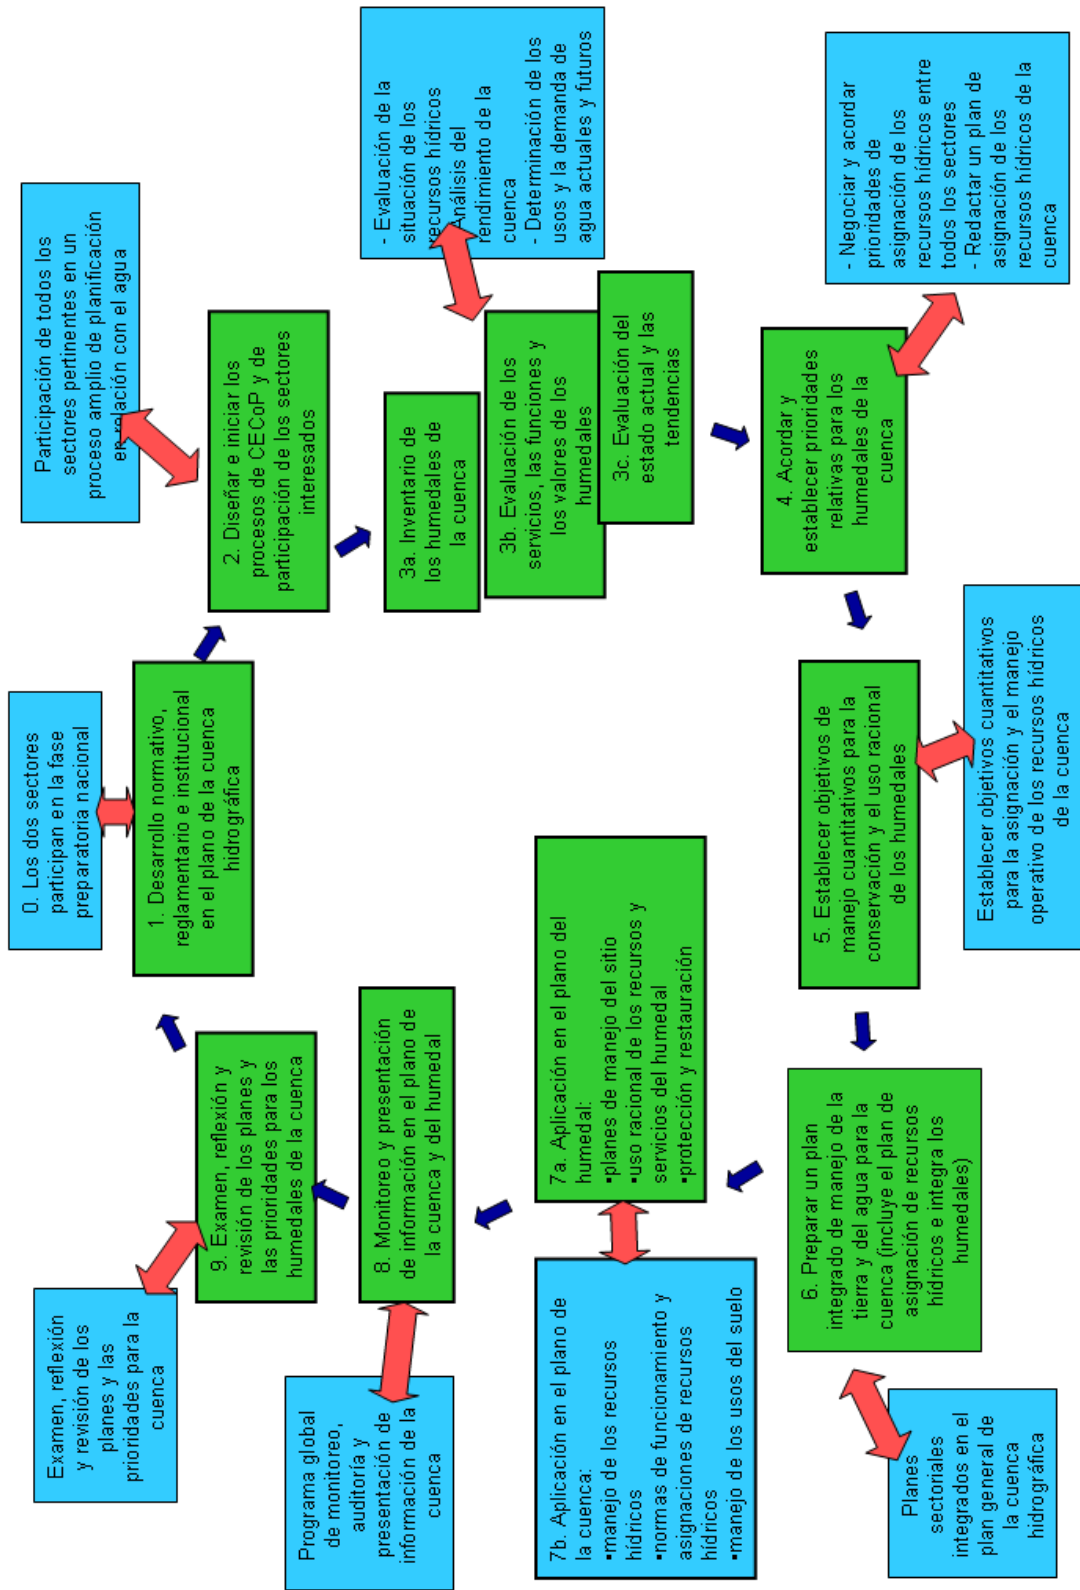 0. Los dos sectores
participan en la fase
preparatoria nacional
1. Desarrollo normativo,
reglamentario e institucional
en el plano de la cuenca
hidrográfica
Participación de todos los
sectores pertinentes en un
proceso amplio de planificación
en relación con el agua
2. Diseñar e iniciar los
procesos de CECoP y de
participación de los sectores
interesados
3a. Inventario de
los humedales de
la cuenca
3b. Evaluación de los
servicios, las funciones y
los valores de los
humedales
3c. Evaluación del
estado actual y las
tendencias
- Evaluación de la
situación de los
recursos hídricos
Análisis del
rendimiento de la
cuenca
- Determinación de los
usos y la demanda de
agua actuales y futuros
4. Acordar y
establecer prioridades
relativas para los
humedales de la
cuenca
- Negociar y acordar
prioridades de
asignación de los
recursos hídricos entre
todos los sectores
- Redactar un plan de
asignación de los
recursos hídricos de la
cuenca
5. Establecer objetivos de
manejo cuantitativos para la
conservación y el uso racional
de los humedales
Establecer objetivos cuantitativos
para la asignación y el manejo
operativo de los recursos hídricos
de la cuenca
6. Preparar un plan
integrado de manejo de la
tierra y del agua para la
cuenca (incluye el plan de
asignación de recursos
hídricos e integra los
humedales)
Planes
sectoriales
integrados en el
plan general de
la cuenca
hidrográfica
7a. Aplicación en el plano del
humedal:
▪planes de manejo del sitio
▪uso racional de los recursos y
servicios del humedal
▪protección y restauración
7b. Aplicación en el plano de
la cuenca:
▪manejo de los recursos
hídricos
▪normas de funcionamiento y
asignaciones de recursos
hídricos
▪manejo de los usos del suelo
8. Monitoreo y presentación
de información en el plano de
la cuenca y del humedal
Programa global
de monitoreo,
auditoría y
presentación de
información de la
cuenca
9. Examen, reflexión y
revisión de los planes y
las prioridades para los
humedales de la cuenca
Examen, reflexión
y revisión de los
planes y las
prioridades para la
cuenca